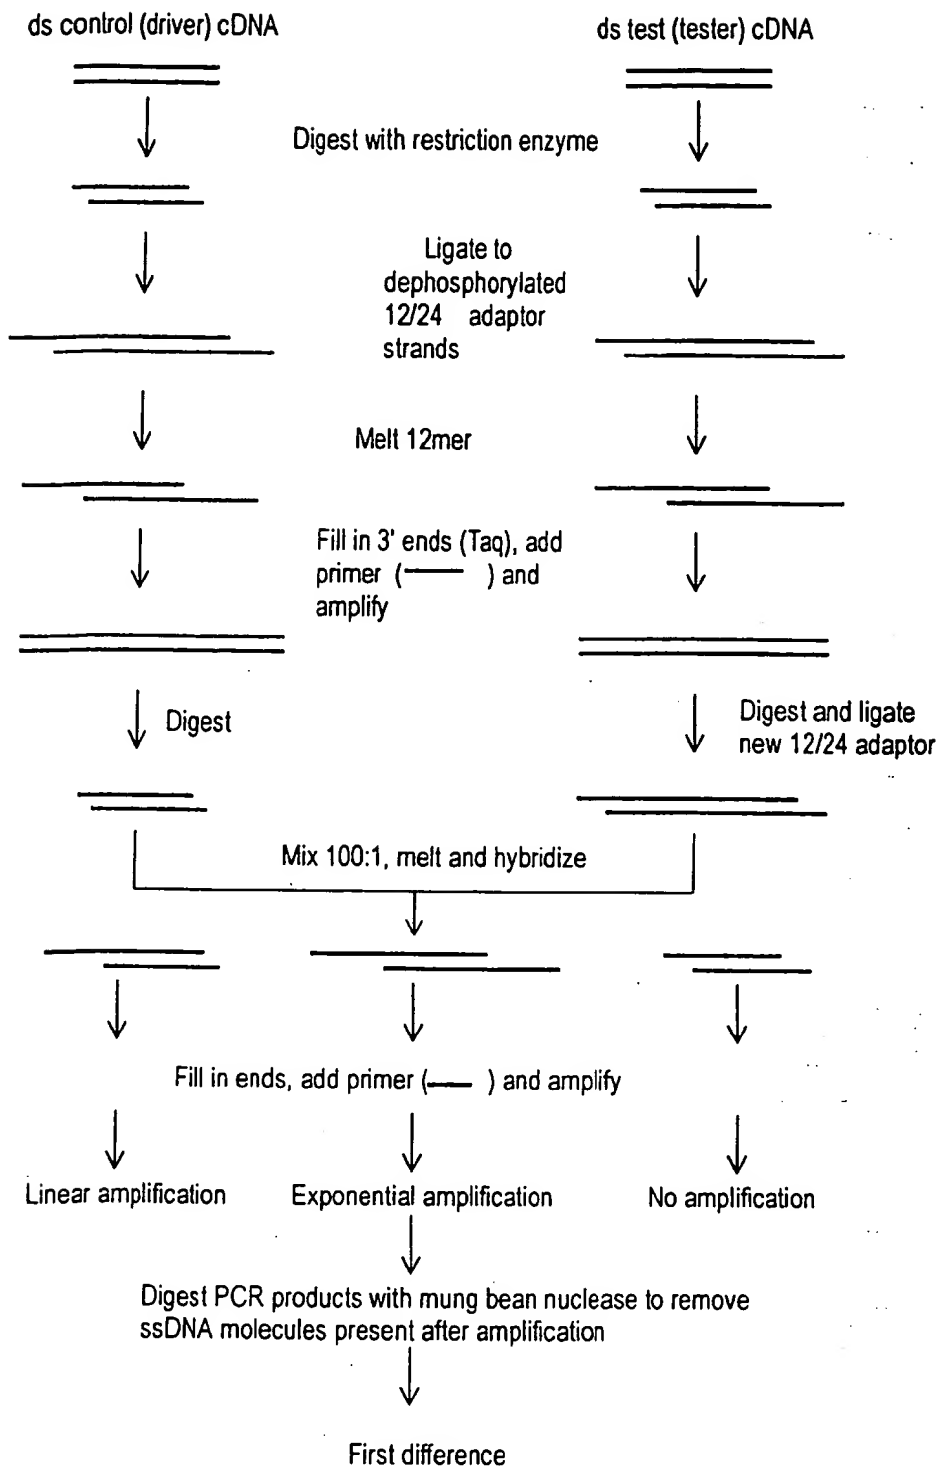 ds control (driver) cDNA
ds test (tester) cDNA
Digest with restriction enzyme
Ligate to
dephosphorylated
12/24 adaptor
strands
Melt 12mer
Fill in 3' ends (Taq), add
primer ( ) and
amplify
Digest
Digest and ligate
new 12/24 adaptor
Mix 100:1, melt and hybridize
Fill in ends, add primer ( ) and amplify
Linear amplification
Exponential amplification
No amplification
Digest PCR products with mung bean nuclease to remove
ssDNA molecules present after amplification
First difference